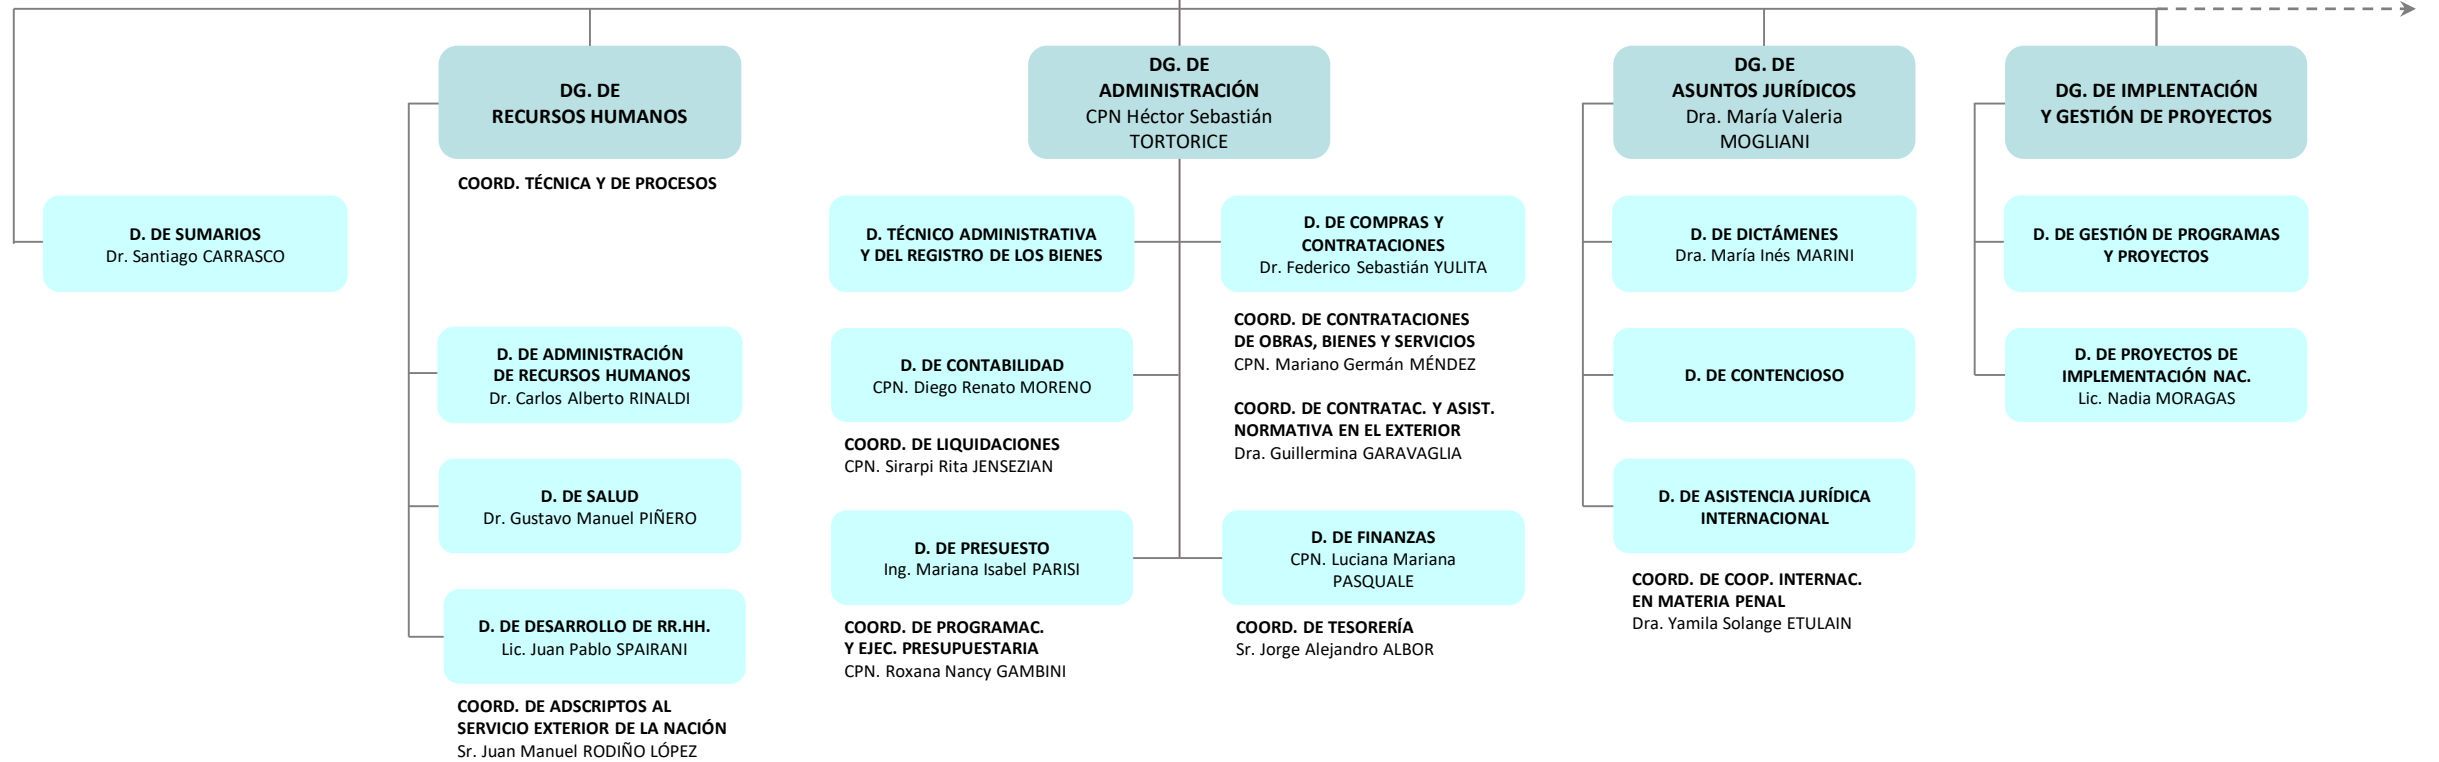 D. DE SUMARIOS
Dr. Santiago CARRASCO
DG. DE
RECURSOS HUMANOS
COORD. TÉCNICA Y DE PROCESOS
D. DE ADMINISTRACIÓN
DE RECURSOS HUMANOS
Dr. Carlos Alberto RINALDI
D. DE SALUD
Dr. Gustavo Manuel PIÑERO
D. DE DESARROLLO DE RR.HH.
Lic. Juan Pablo SPAIRANI
COORD. DE ADSCRIPTOS AL
SERVICIO EXTERIOR DE LA NACIÓN
Sr. Juan Manuel RODIÑO LÓPEZ
DG. DE
ADMINISTRACIÓN
CPN Héctor Sebastián
TORTORICE
D. TÉCNICO ADMINISTRATIVA
Y DEL REGISTRO DE LOS BIENES
D. DE CONTABILIDAD
CPN. Diego Renato MORENO
COORD. DE LIQUIDACIONES
CPN. Sirarpi Rita JENSEZIAN
D. DE PRESUESTO
Ing. Mariana Isabel PARISI
COORD. DE PROGRAMAC.
Y EJEC. PRESUPUESTARIA
CPN. Roxana Nancy GAMBINI
D. DE COMPRAS Y
CONTRATACIONES
Dr. Federico Sebastián YULITA
COORD. DE CONTRATACIONES
DE OBRAS, BIENES Y SERVICIOS
CPN. Mariano Germán MÉNDEZ
COORD. DE CONTRATAC. Y ASIST.
NORMATIVA EN EL EXTERIOR
Dra. Guillermina GARAVAGLIA
D. DE FINANZAS
CPN. Luciana Mariana
PASQUALE
COORD. DE TESORERÍA
Sr. Jorge Alejandro ALBOR
DG. DE
ASUNTOS JURÍDICOS
Dra. María Valeria
MOGLIANI
D. DE DICTÁMENES
Dra. María Inés MARINI
D. DE CONTENCIOSO
D. DE ASISTENCIA JURÍDICA
INTERNACIONAL
COORD. DE COOP. INTERNAC.
EN MATERIA PENAL
Dra. Yamila Solange ETULAIN
DG. DE IMPLENTACIÓN
Y GESTIÓN DE PROYECTOS
D. DE GESTIÓN DE PROGRAMAS
Y PROYECTOS
D. DE PROYECTOS DE
IMPLEMENTACIÓN NAC.
Lic. Nadia MORAGAS